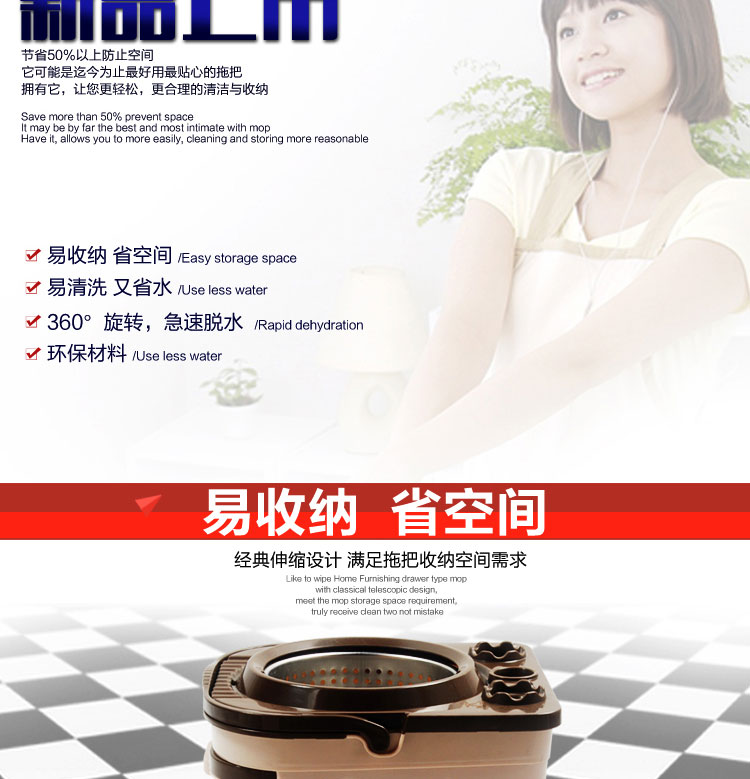 新品上市
节省50%以上防止空间
它可能是迄今为止最好用最贴心的拖把
拥有它，让您更轻松，更合理的清洁与收纳
Save more than 50% prevent space
It may be by far the best and most intimate with mop
Have it, allows you to more easily, cleaning and storing more reasonable
易收纳 省空间 /Easy storage space
易清洗 又省水 /Use less water
360° 旋转，急速脱水 /Rapid dehydration
环保材料 /Use less water
易收纳 省空间
经典伸缩设计 满足拖把收纳空间需求
Like to wipe Home Furnishing drawer type mop
with classical telescopic design,
meet the mop storage space requirement,
truly receive clean two not mistake